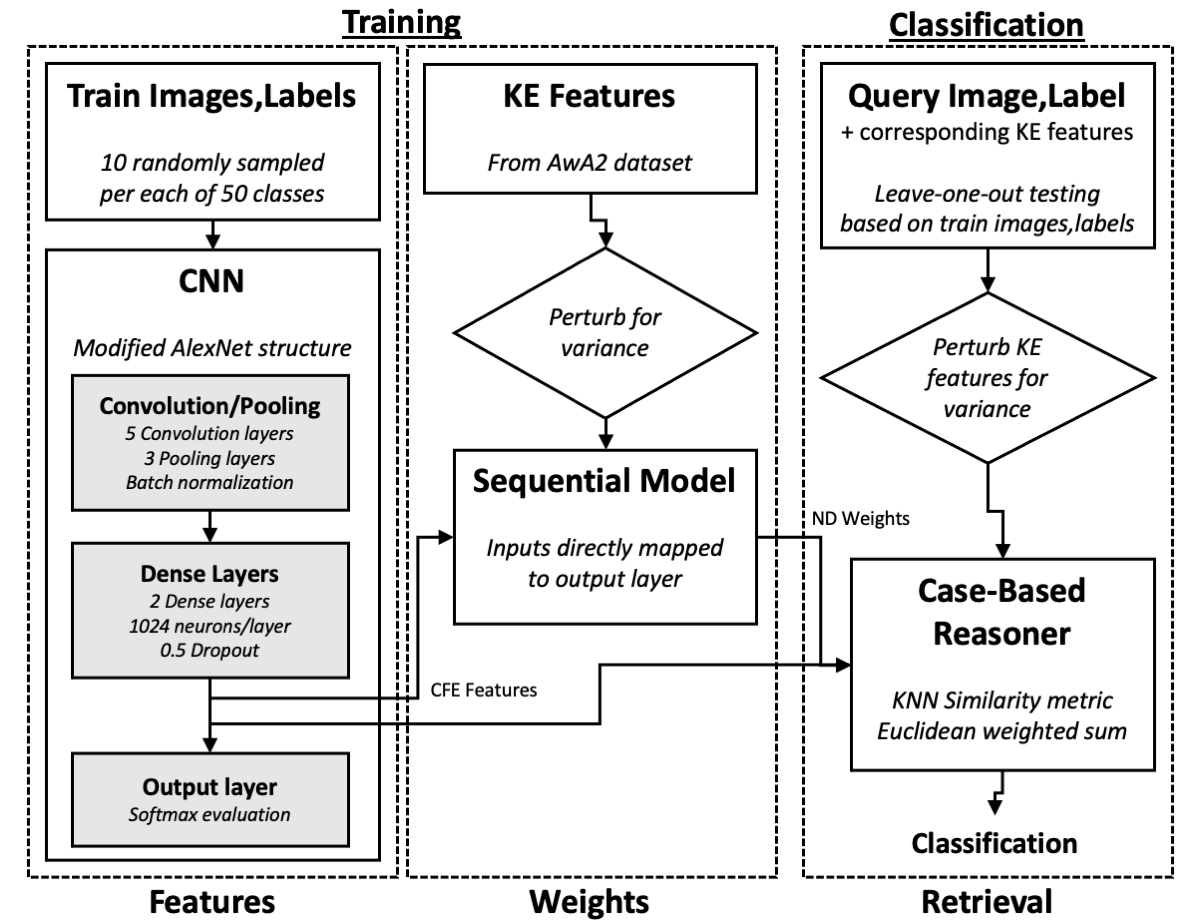 Training
Classification
Train Images,Labels
10 randomly sampled
per each of 50 classes
CNN
Modified AlexNet structure
Convolution/Pooling
5 Convolution layers
3 Pooling layers
Batch normalization
Dense Layers
2 Dense layers
1024 neurons/layer
0.5 Dropout
CFE Features
Output layer
Softmax evaluation
Features
KE Features
From AwA2 dataset
Perturb for
variance
Sequential Model
Inputs directly mapped
to output layer
ND Weights
Weights
Query Image,Label
+ corresponding KE features
Leave-one-out testing
based on train images,labels
Perturb KE
features for
variance
Case-Based
Reasoner
KNN Similarity metric
Euclidean weighted sum
Classification
Retrieval